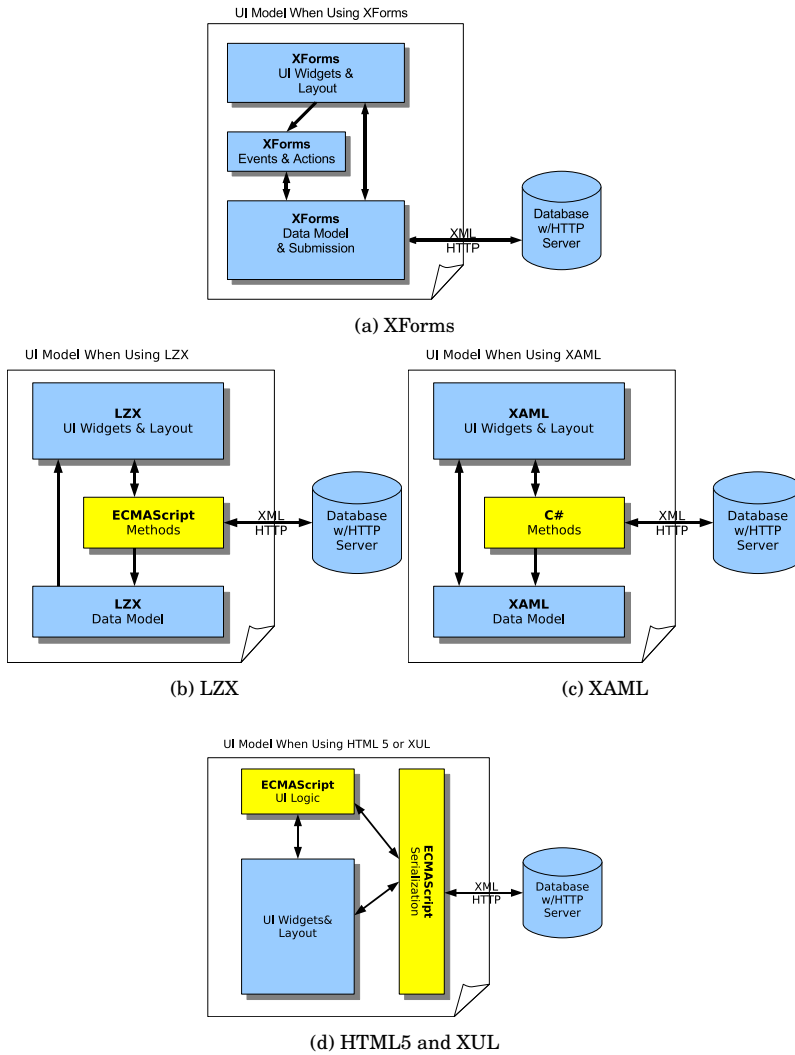 UI Model When Using XForms
XForms
UI Widgets &
Layout
XForms
Events & Actions
XForms
Data Model
& Submission
XML
HTTP
Database
w/HTTP
Server
(a) XForms
UI Model When Using LZX
LZX
UI Widgets & Layout
ECMAScript
Methods
XML
HTTP
Database
w/HTTP
Server
LZX
Data Model
(b) LZX
UI Model When Using XAML
XAML
UI Widgets & Layout
C#
Methods
XML
HTTP
Database
w/HTTP
Server
XAML
Data Model
(c) XAML
UI Model When Using HTML 5 or XUL
ECMAScript
UI Logic
UI Widgets&
Layout
ECMAScript
Serialization
XML
HTTP
Database
w/HTTP
Server
(d) HTML5 and XUL